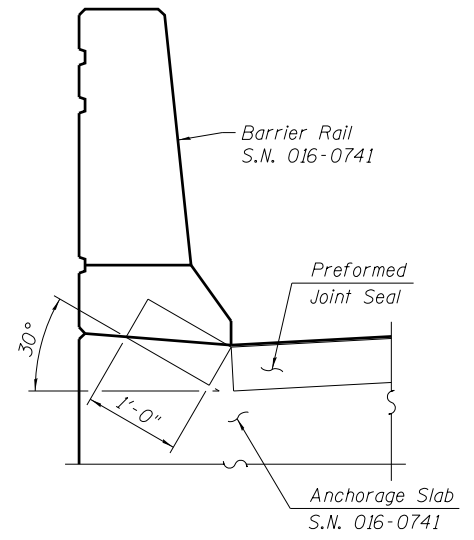 Barrier Rail
S.N. 016-0741
Preformed
Joint Seal
30°
1'-0"
Anchorage Slab
S.N. 016-0741